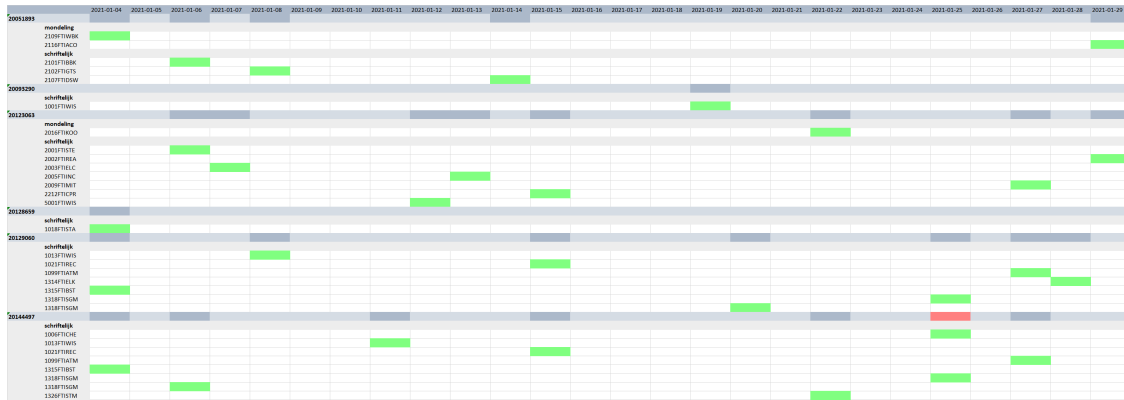 2021-01-04 2021-01-05 2021-01-06 2021-01-07 2021-01-08 2021-01-09 2021-01-10 2021-01-11 2021-01-12 2021-01-13 2021-01-14 2021-01-15 2021-01-16 2021-01-17 2021-01-18 2021-01-19 2021-01-20 2021-01-21 2021-01-22 2021-01-23 2021-01-24 2021-01-25 2021-01-26 2021-01-27 2021-01-28 2021-01-29
20051893
mondeling
2109FTIWBK
2116FTIACO
schriftelijk
2101FTIBBK
2102FTIGTS
2107FTIDSW
20093290
schriftelijk
1001FTIWIS
20123063
mondeling
2016FTIKOO
schriftelijk
2001FTISTE
2002FTIREA
2003FTIELC
2005FTIINC
2009FTIMIT
2212FTICPR
5001FTIWIS
20128659
schriftelijk
1018FTISTA
20129060
schriftelijk
1013FTIWIS
1021FTIREC
1099FTIATM
1314FTIELK
1315FTIBST
1318FTISGM
1318FTISGM
20144497
schriftelijk
1006FTICHE
1013FTIWIS
1021FTIREC
1099FTIATM
1315FTIBST
1318FTISGM
1318FTISGM
1326FTISTM